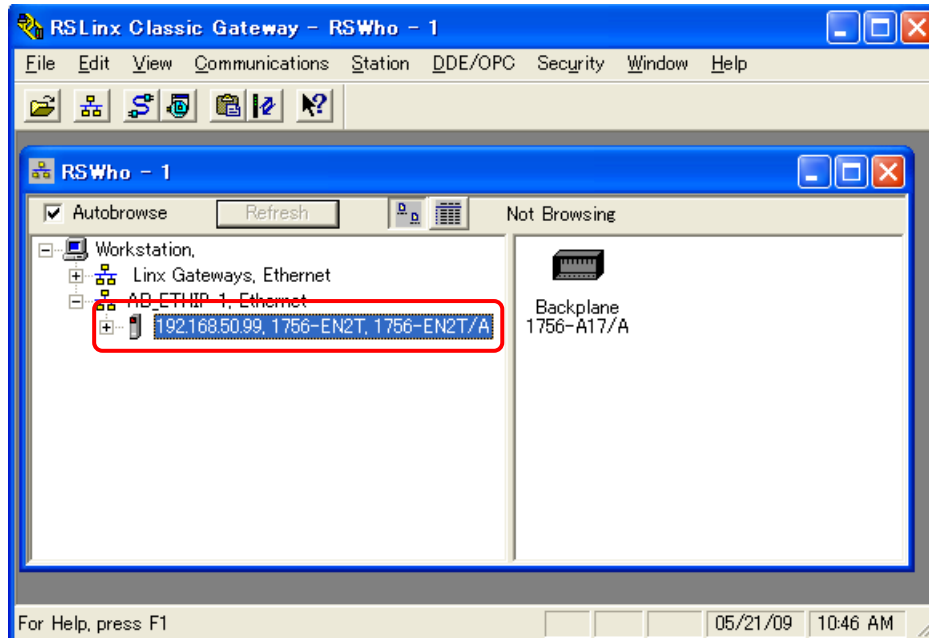 RSLinx Classic Gateway - RSWho - 1
File Edit View Communications Station DDE/OPC Security Window Help
RSWho - 1
Autobrowse Refresh Not Browsing
Workstation,
Linx Gateways, Ethernet
AB_ETHIP-1, Ethernet
192.168.50.99, 1756-EN2T, 1756-EN2T/A
Backplane
1756-A17/A
For Help, press F1 05/21/09 10:46 AM